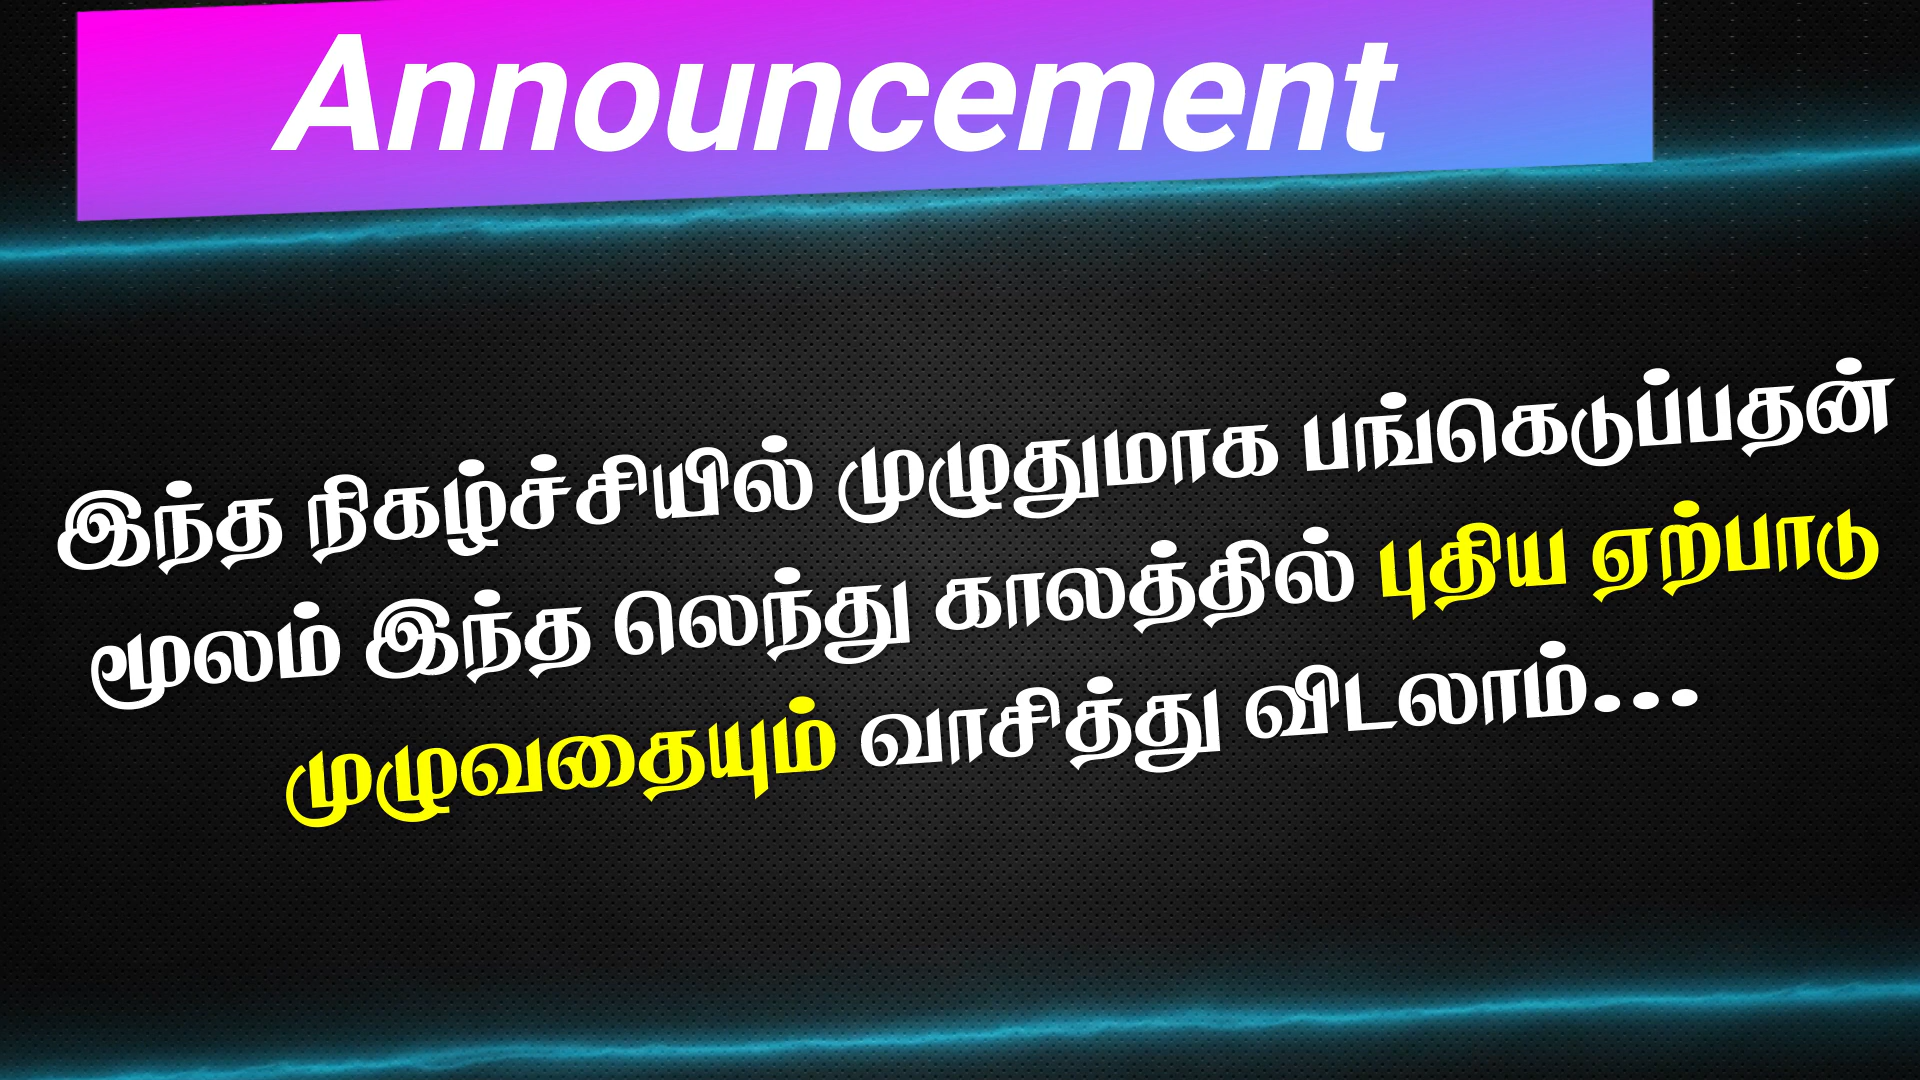 Announcement
இந்த நிகழ்ச்சியில் முழுதுமாக பங்கெடுப்பதன்
மூலம் இந்த லெந்து காலத்தில் புதிய ஏற்பாடு
முழுவதையும் வாசித்து விடலாம்...